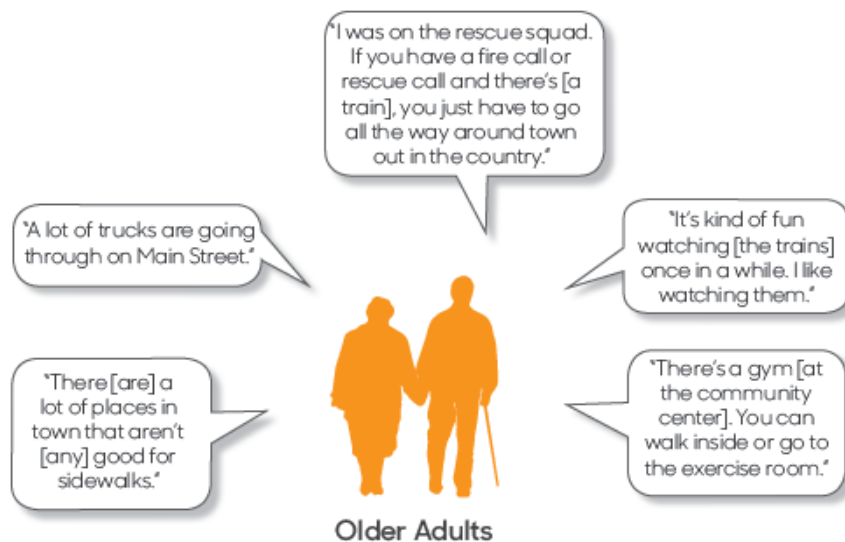 “I was on the rescue squad.
If you have a fire call or
rescue call and there’s [a
train], you just have to go
all the way around town
out in the country.”
“A lot of trucks are going
through on Main Street.”
“It’s kind of fun
watching [the trains]
once in a while. I like
watching them.”
“There [are] a
lot of places in
town that aren’t
[any] good for
sidewalks.”
“There’s a gym [at
the community
center]. You can
walk inside or go to
the exercise room.”
Older Adults